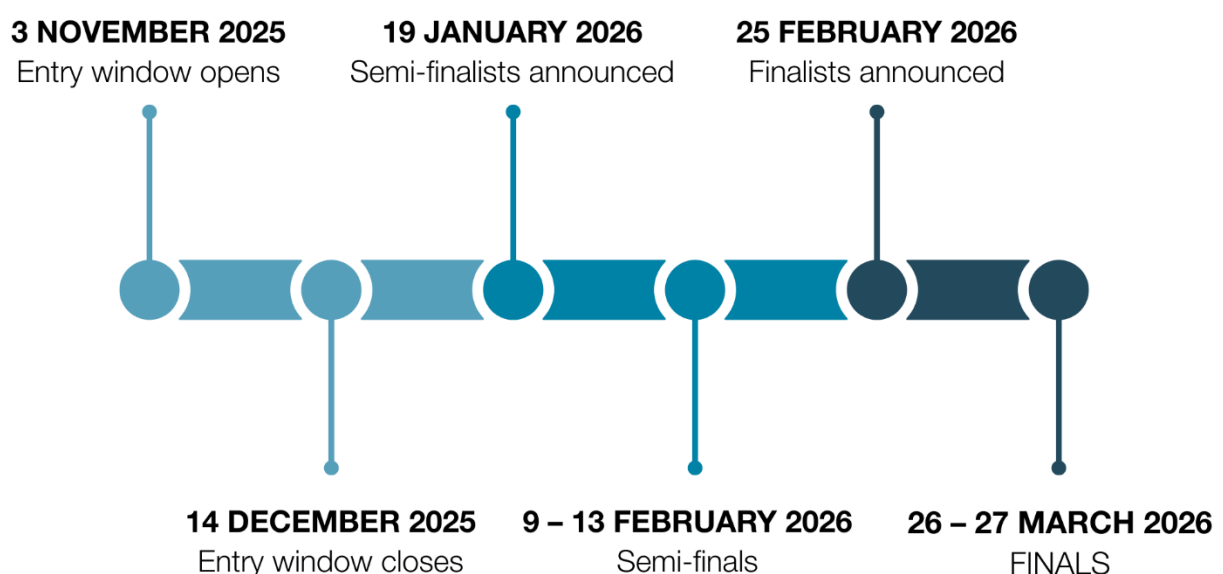 3 NOVEMBER 2025
Entry window opens
19 JANUARY 2026
Semi-finalists announced
25 FEBRUARY 2026
Finalists announced
14 DECEMBER 2025
Entry window closes
9 – 13 FEBRUARY 2026
Semi-finals
26 – 27 MARCH 2026
FINALS